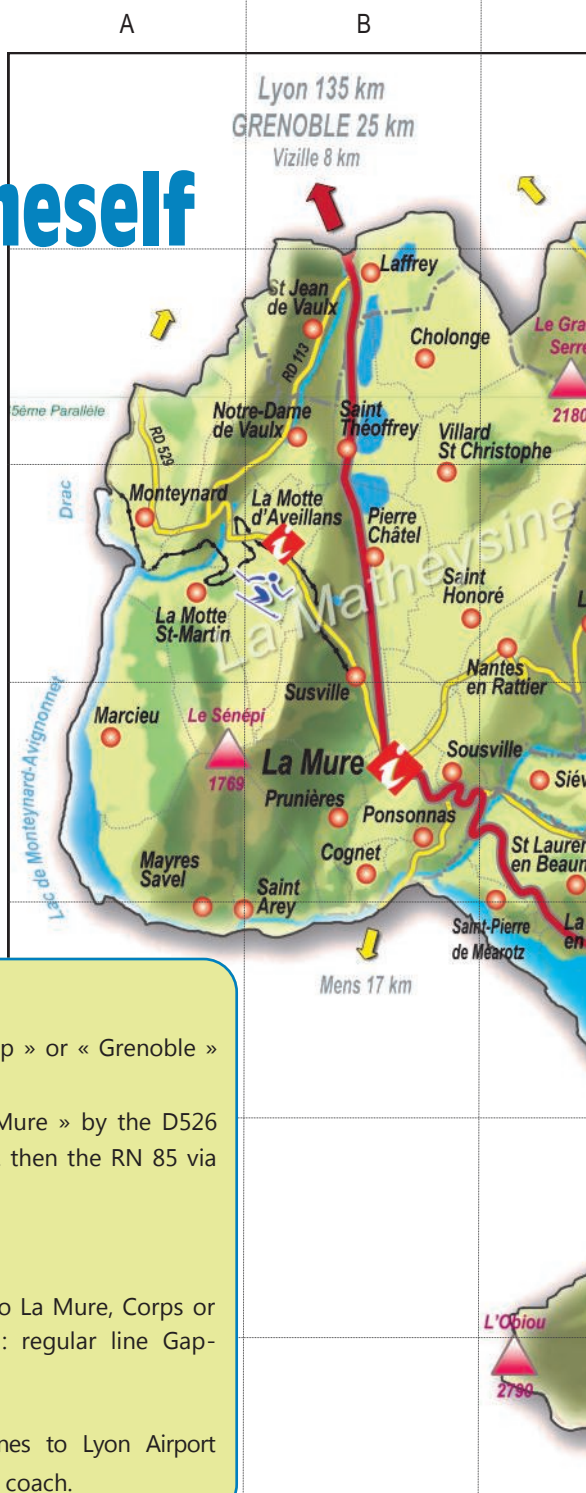 A
B
Lyon 135 km
GRENOBLE 25 km
Vizille 8 km
neself
Laffrey
St Jean
de Vaulx
Cholonge
Le Gra
Serre
RD 113
2180
5ème Parallèle
Notre-Dame
de Vaulx
Saint
Théoffrey
RD 529
Villard
St Christophe
Drac
Monteynard
La Motte
d'Aveillans
Pierre
Châtel
La Matheysine
Saint
Honoré
La Motte
St-Martin
Nantes
en Rattier
Susville
Lac de Monteynard-Avignonnet
Marcieu
Le Sénépi
1769
La Mure
Sousville
Siév
Prunières
Ponsonnas
Cognet
St Lauren
en Beaum
Mayres
Savel
Saint
Arey
Saint-Pierre
de Méarotz
La
en
Mens 17 km
p » or « Grenoble »
Mure » by the D526
then the RN 85 via
o La Mure, Corps or
: regular line Gap-
nes to Lyon Airport
coach.
L'Obiou
2790